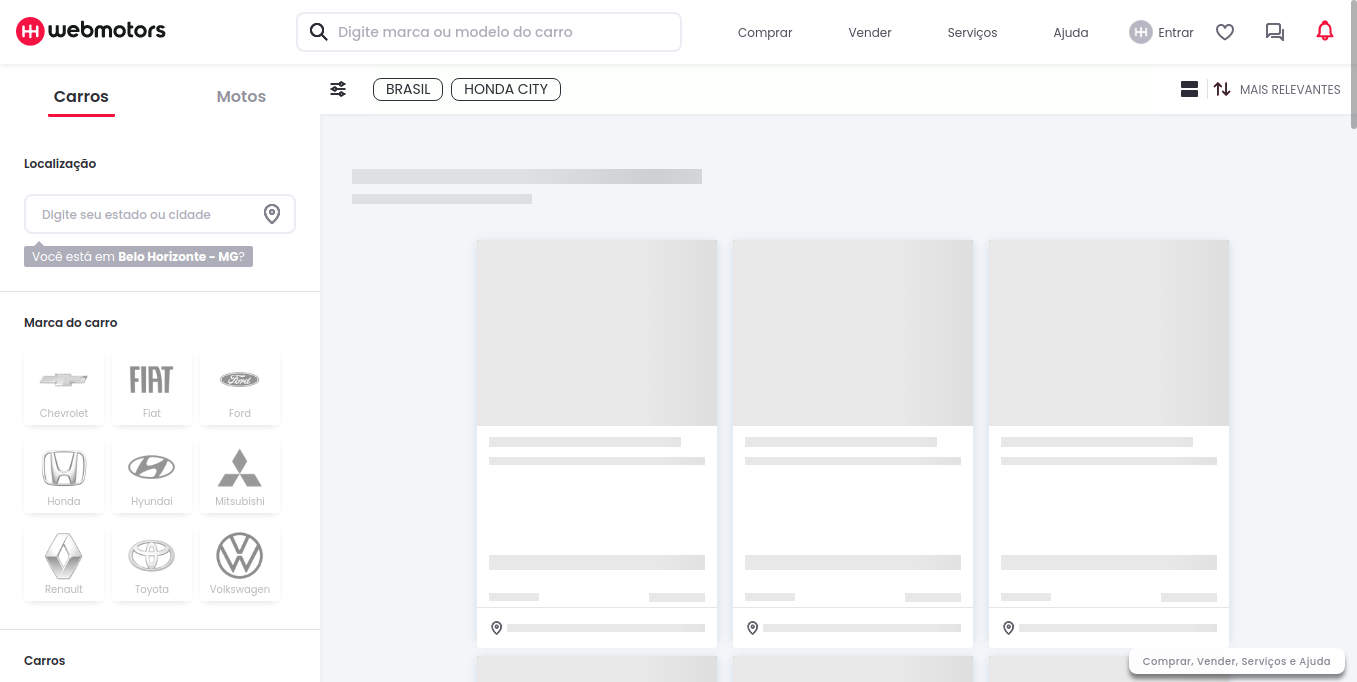 webmotors
Digite marca ou modelo do carro
Comprar
Vender
Serviços
Ajuda
Entrar
Carros
Motos
BRASIL
HONDA CITY
MAIS RELEVANTES
Localização
Digite seu estado ou cidade
Você está em Belo Horizonte - MG?
Marca do carro
FIAT
Ford
Chevrolet
Fiat
Ford
Honda
Hyundai
Mitsubishi
Renault
Toyota
Volkswagen
Carros
Comprar, Vender, Serviços e Ajuda